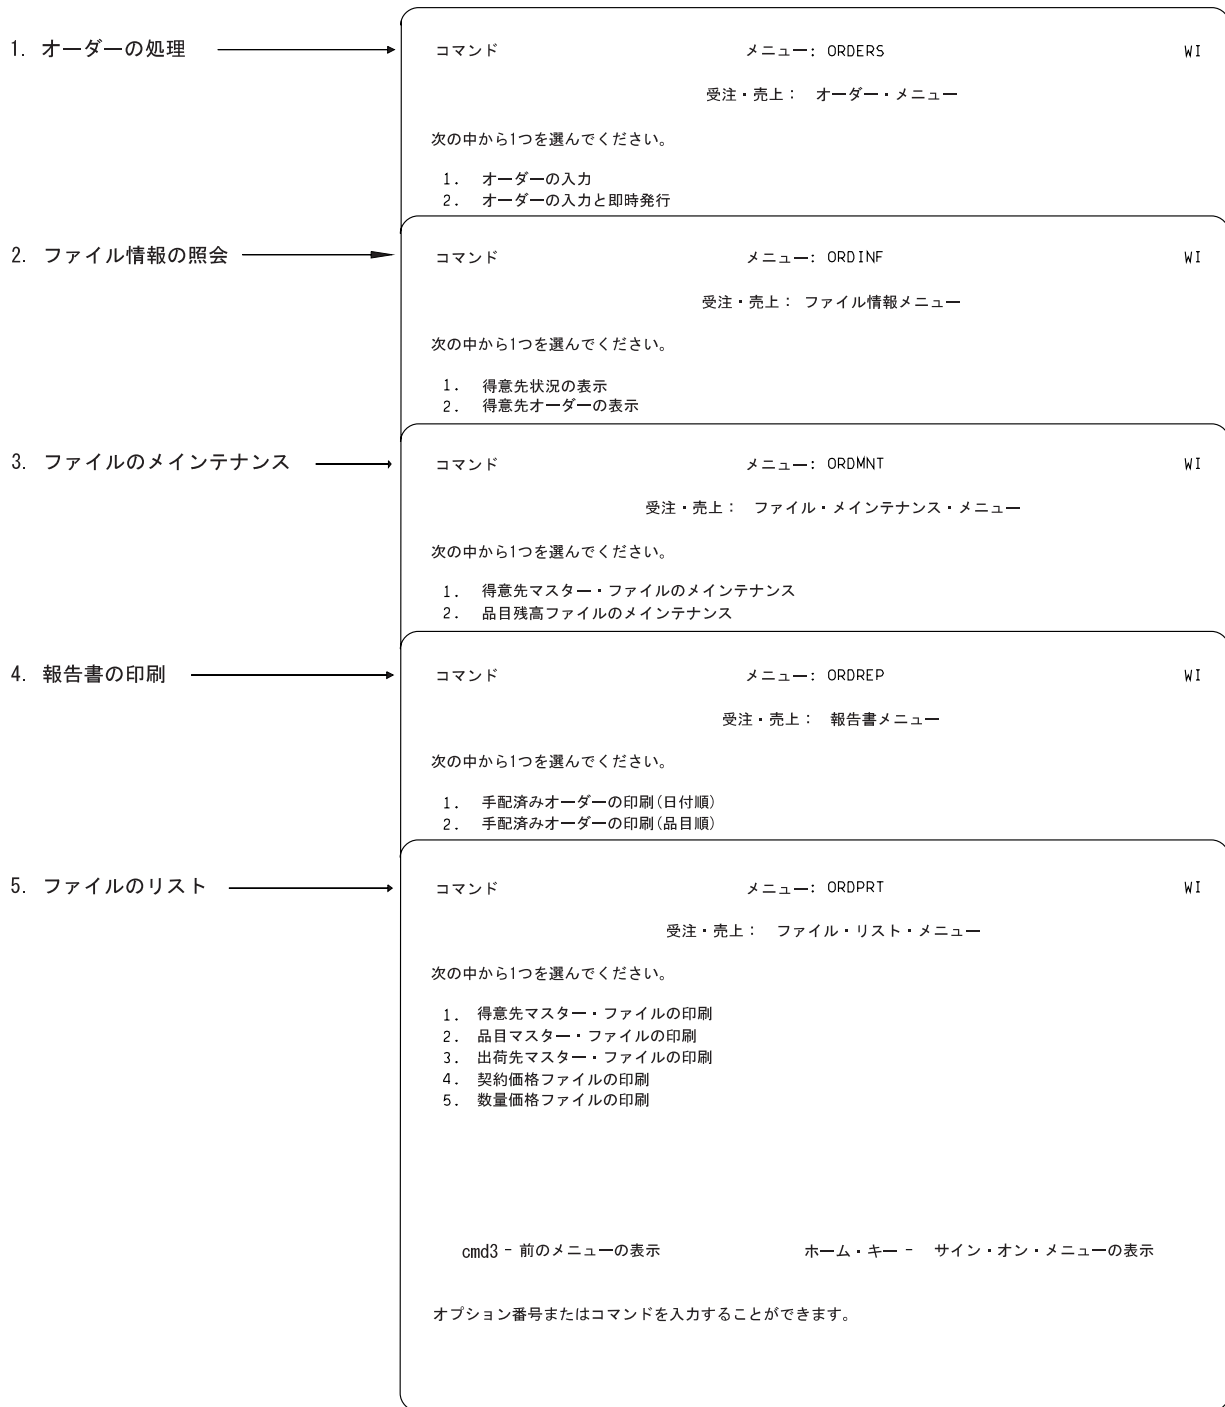 1. オーダーの処理
コマンド メニュー: ORDERS WI
受注・売上： オーダー・メニュー
次の中から1つを選んでください。
1. オーダーの入力
2. オーダーの入力と即時発行
2. ファイル情報の照会
コマンド メニュー: ORDINF WI
受注・売上： ファイル情報メニュー
次の中から1つを選んでください。
1. 得意先状況の表示
2. 得意先オーダーの表示
3. ファイルのメインテナンス
コマンド メニュー: ORDMNT WI
受注・売上： ファイル・メインテナンス・メニュー
次の中から1つを選んでください。
1. 得意先マスター・ファイルのメインテナンス
2. 品目残高ファイルのメインテナンス
4. 報告書の印刷
コマンド メニュー: ORDREP WI
受注・売上： 報告書メニュー
次の中から1つを選んでください。
1. 手配済みオーダーの印刷(日付順)
2. 手配済みオーダーの印刷(品目順)
5. ファイルのリスト
コマンド メニュー: ORDPRT WI
受注・売上： ファイル・リスト・メニュー
次の中から1つを選んでください。
1. 得意先マスター・ファイルの印刷
2. 品目マスター・ファイルの印刷
3. 出荷先マスター・ファイルの印刷
4. 契約価格ファイルの印刷
5. 数量価格ファイルの印刷
cmd3 - 前のメニューの表示 ホーム・キー - サイン・オン・メニューの表示
オプション番号またはコマンドを入力することができます。